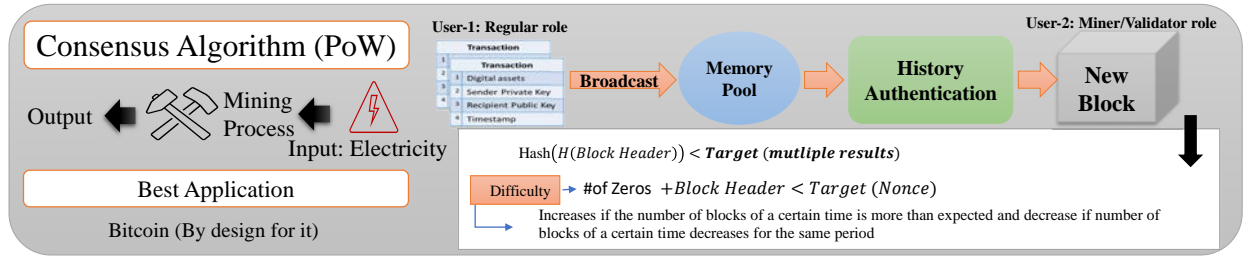 Consensus Algorithm (PoW)
Output
Mining
Process
Input: Electricity
Best Application
Bitcoin (By design for it)
User-1: Regular role
Transaction
1
2
3
4
Transaction
1 Digital assets
2 Sender Private Key
3 Recipient Public Key
4 Timestamp
Broadcast
Memory
Pool
History
Authentication
User-2: Miner/Validator role
New
Block
Hash(H(Block Header)) < Target (mutliple results)
Difficulty
#of Zeros +Block Header < Target (Nonce)
Increases if the number of blocks of a certain time is more than expected and decrease if number of
blocks of a certain time decreases for the same period